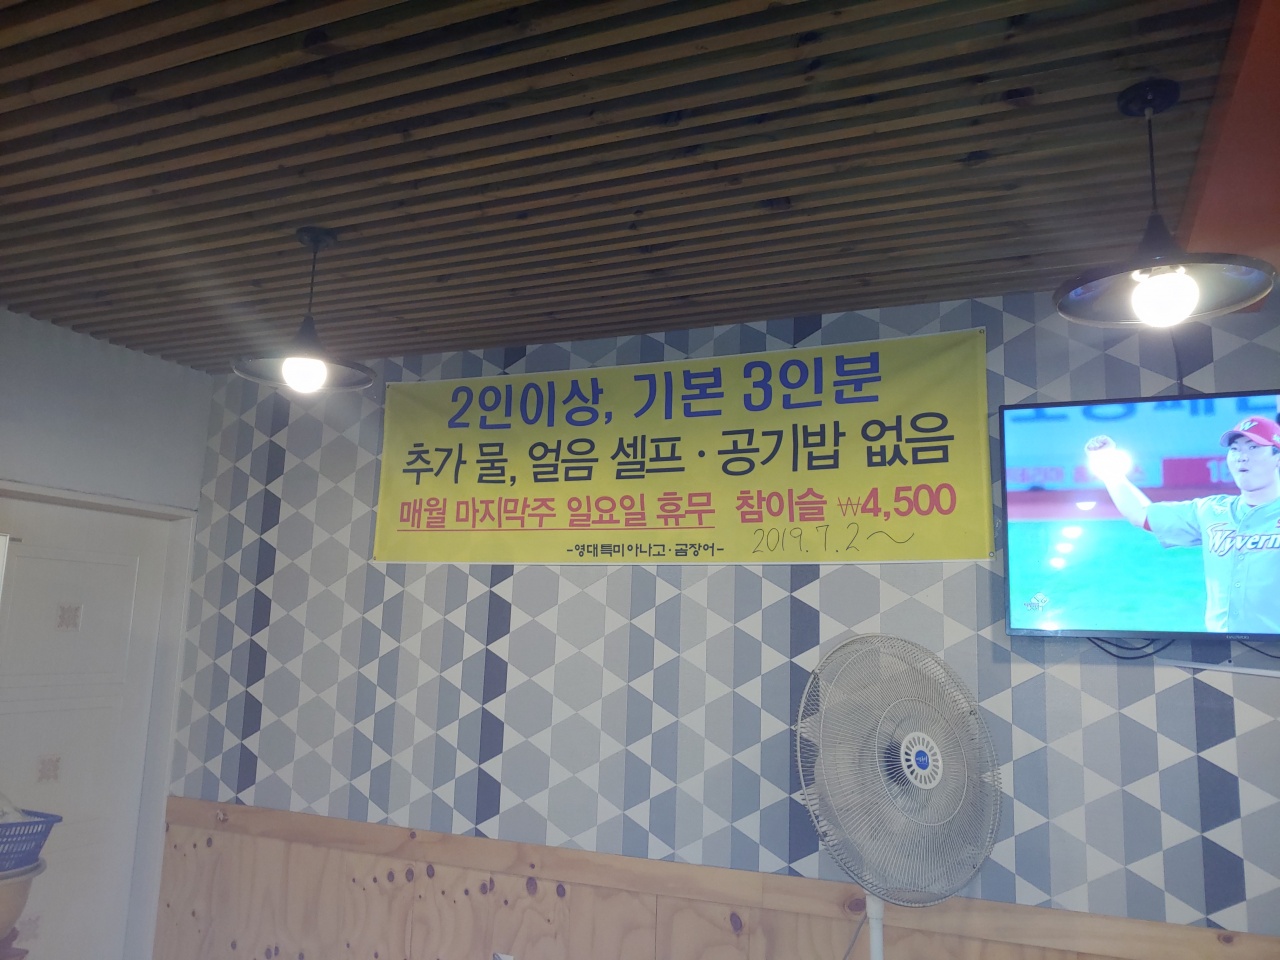 2인이상, 기본 3인분
추가 물, 얼음 셀프 · 공기밥 없음
매월 마지막주 일요일 휴무 참이슬 ₩4,500
2019.7.2~
-영대특미아나고·곰장어-
W
Wyvern